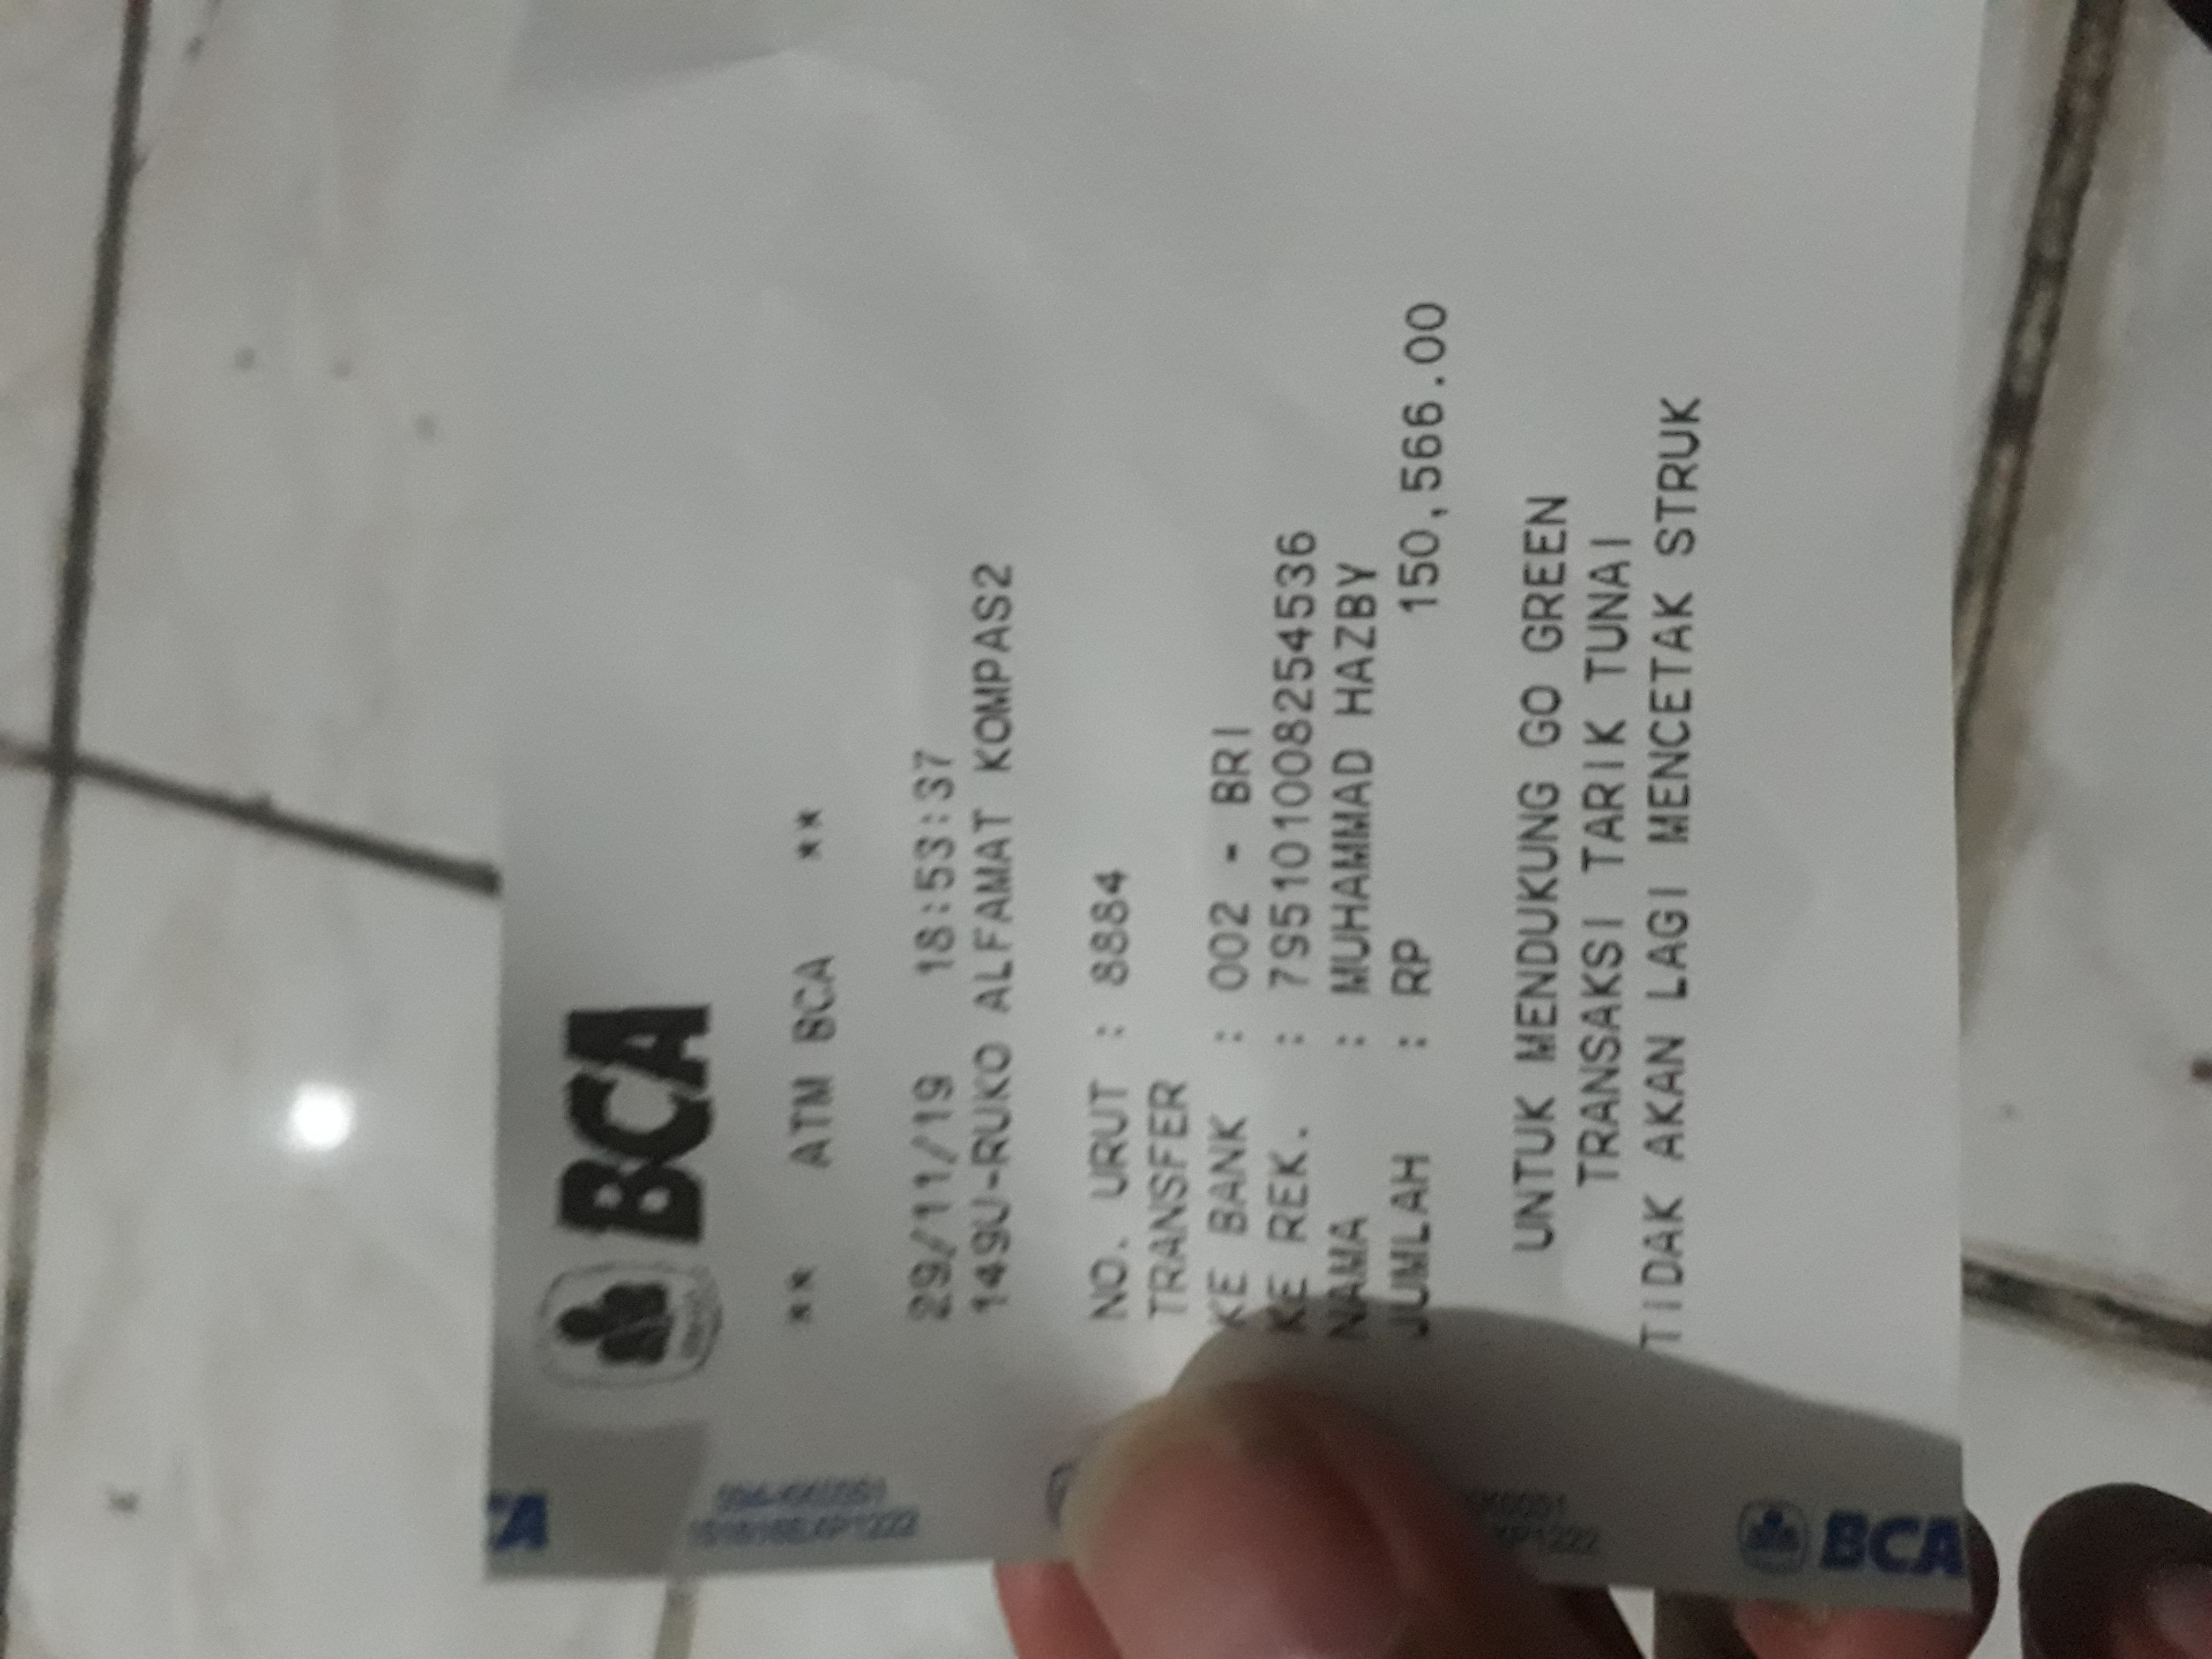 BCA
** ATM BCA **
29/11/19 18:53:37
149U-RUKO ALFAMAT KOMPAS2
NO. URUT : 8884
TRANSFER
KE BANK : 002 - BRI
KE REK. : 795101008254536
NAMA : MUHAMMAD HAZBY
JUMLAH : RP 150,566.00
UNTUK MENDUKUNG GO GREEN
TRANSAKSI TARIK TUNAI
TIDAK AKAN LAGI MENCETAK STRUK
BCA